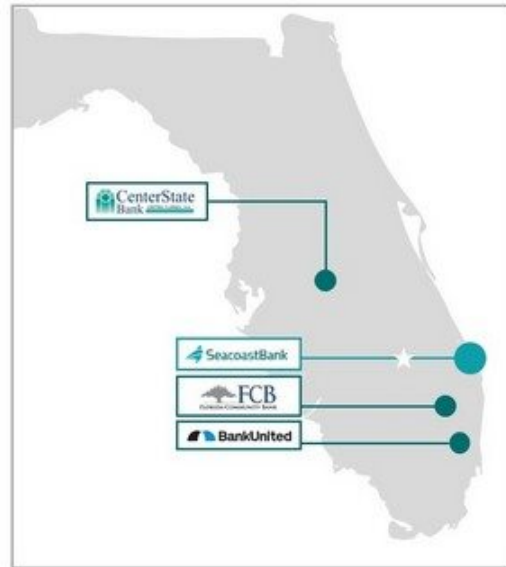 CenterState
Bank
SeacoastBank
FCB
FLORIDA COMMUNITY BANK
BankUnited